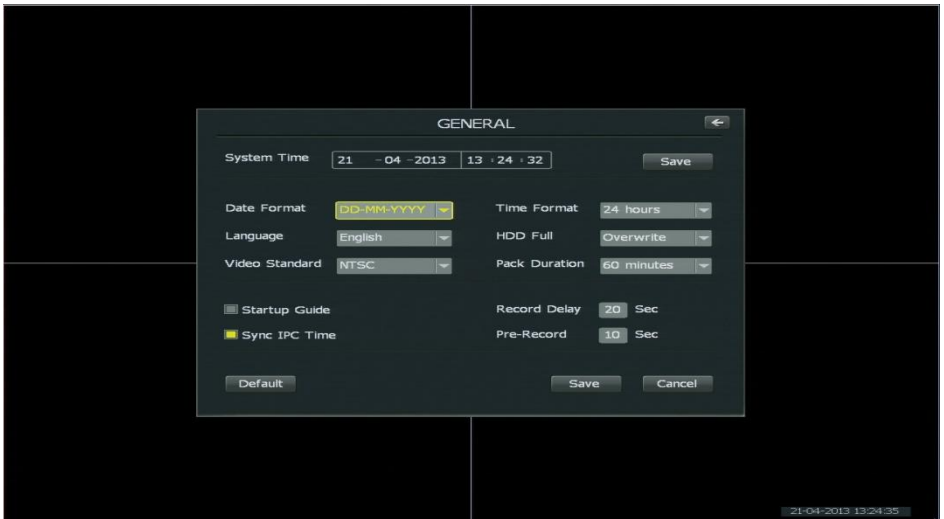 GENERAL
System Time 21 -04 -2013 13 : 24 : 32 Save
Date Format DD-MM-YYYY Time Format 24 hours
Language English HDD Full Overwrite
Video Standard NTSC Pack Duration 60 minutes
Startup Guide Record Delay 20 Sec
Sync IPC Time Pre-Record 10 Sec
Default Save Cancel
21-04-2013 13:24:35